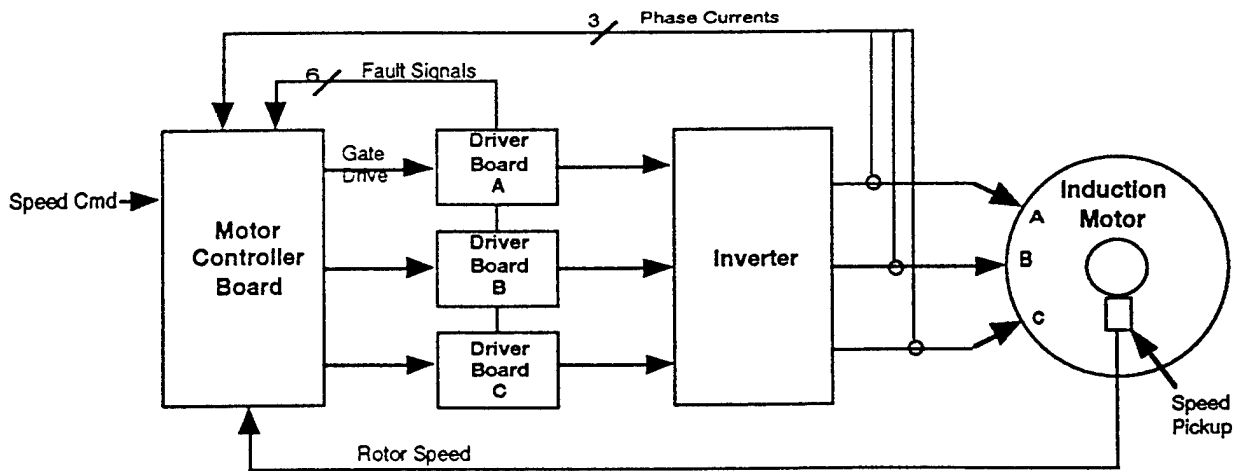 3 Phase Currents
6 Fault Signals
Speed Cmd
Motor
Controller
Board
Gate
Drive
Driver
Board
A
Driver
Board
B
Driver
Board
C
Inverter
Induction
Motor
A
B
C
Speed
Pickup
Rotor Speed